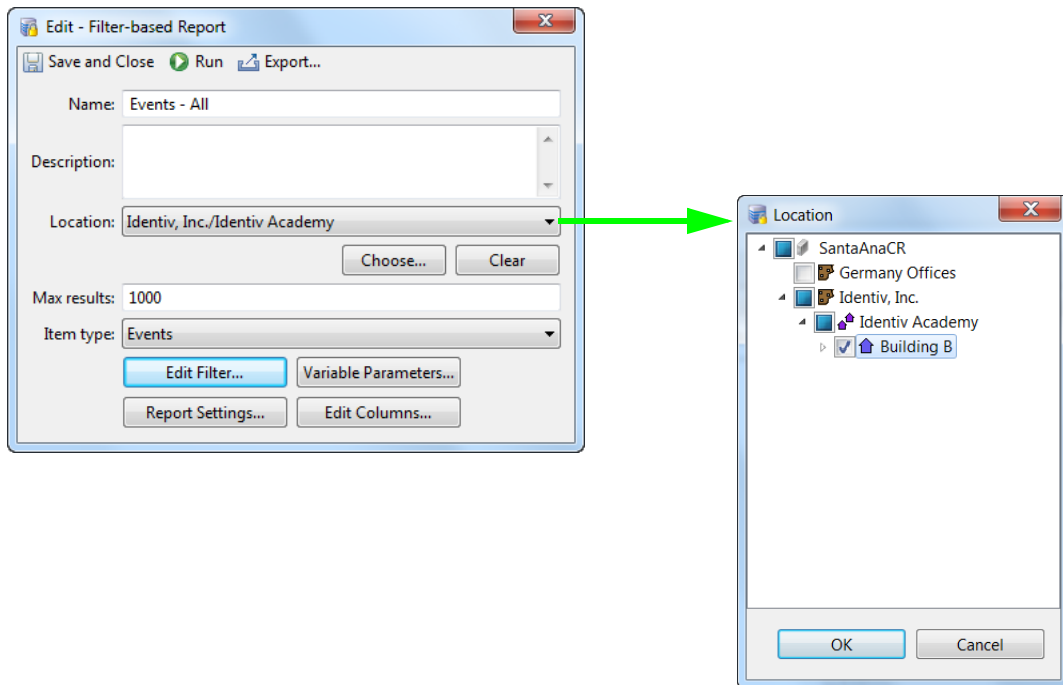 Edit - Filter-based Report
Save and Close Run Export...
Name: Events - All
Description:
Location: Identiv, Inc./Identiv Academy
Choose... Clear
Max results: 1000
Item type: Events
Edit Filter... Variable Parameters...
Report Settings... Edit Columns...
Location
SantaAnaCR
Germany Offices
Identiv, Inc.
Identiv Academy
Building B
OK Cancel